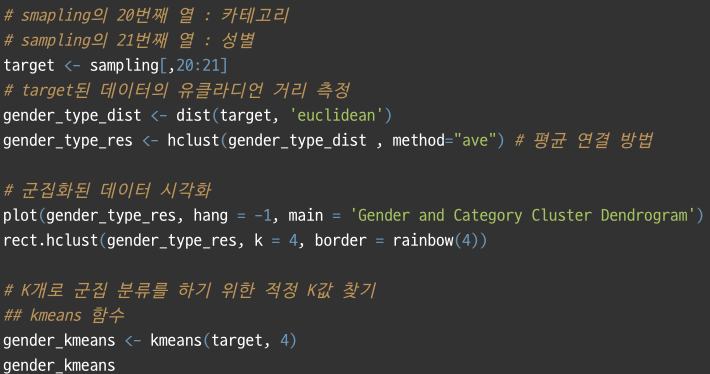 # smapling의 20번째 열 : 카테고리
# sampling의 21번째 열 : 성별
target <- sampling[,20:21]
# target된 데이터의 유클라디언 거리 측정
gender_type_dist <- dist(target, 'euclidean')
gender_type_res <- hclust(gender_type_dist , method="ave") # 평균 연결 방법
# 군집화된 데이터 시각화
plot(gender_type_res, hang = -1, main = 'Gender and Category Cluster Dendrogram')
rect.hclust(gender_type_res, k = 4, border = rainbow(4))
# K개로 군집 분류를 하기 위한 적정 K값 찾기
## kmeans 함수
gender_kmeans <- kmeans(target, 4)
gender_kmeans